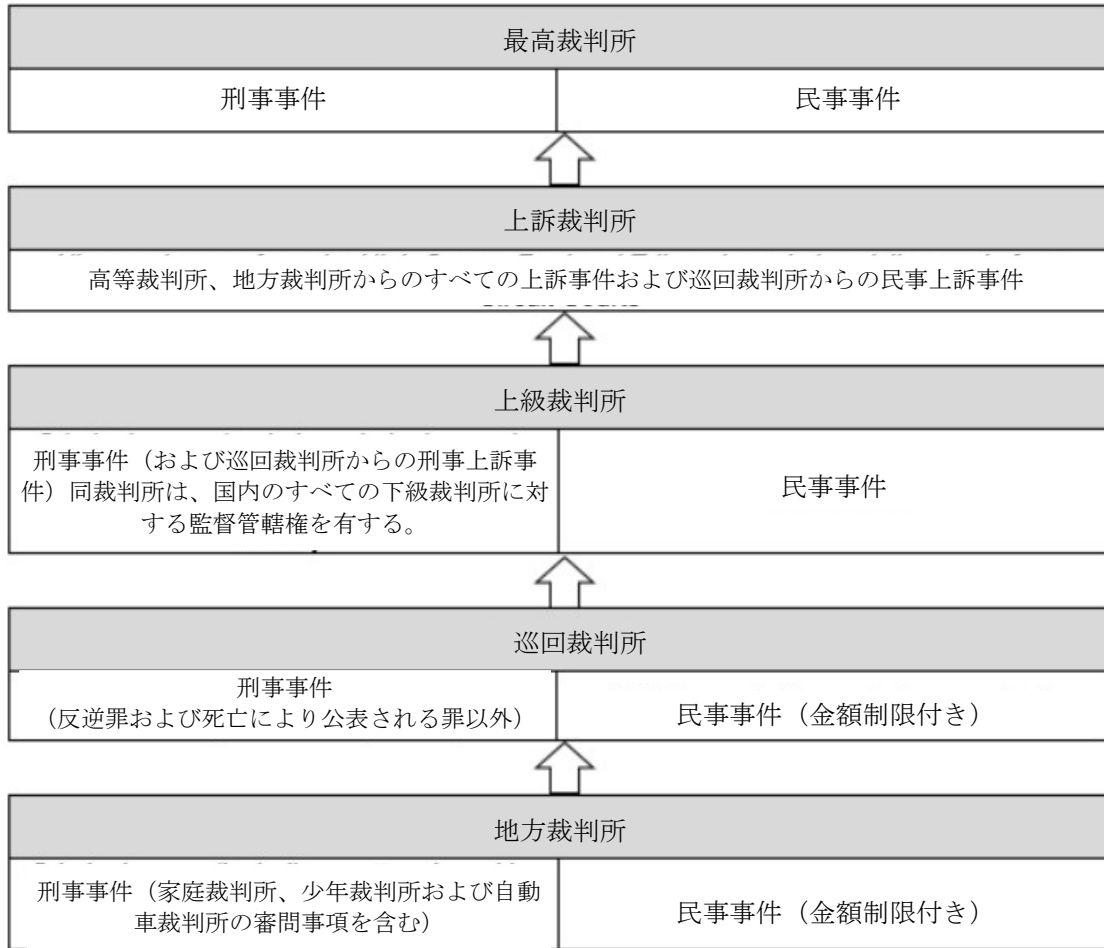 最高裁判所
刑事事件
民事事件
上訴裁判所
高等裁判所、地方裁判所からのすべての上訴事件および巡回裁判所からの民事上訴事件
上級裁判所
刑事事件（および巡回裁判所からの刑事上訴事
件）同裁判所は、国内のすべての下級裁判所に対
する監督管轄権を有する。
民事事件
巡回裁判所
刑事事件
（反逆罪および死亡により公表される罪以外）
民事事件（金額制限付き）
地方裁判所
刑事事件（家庭裁判所、少年裁判所および自動
車裁判所の審問事項を含む）
民事事件（金額制限付き）